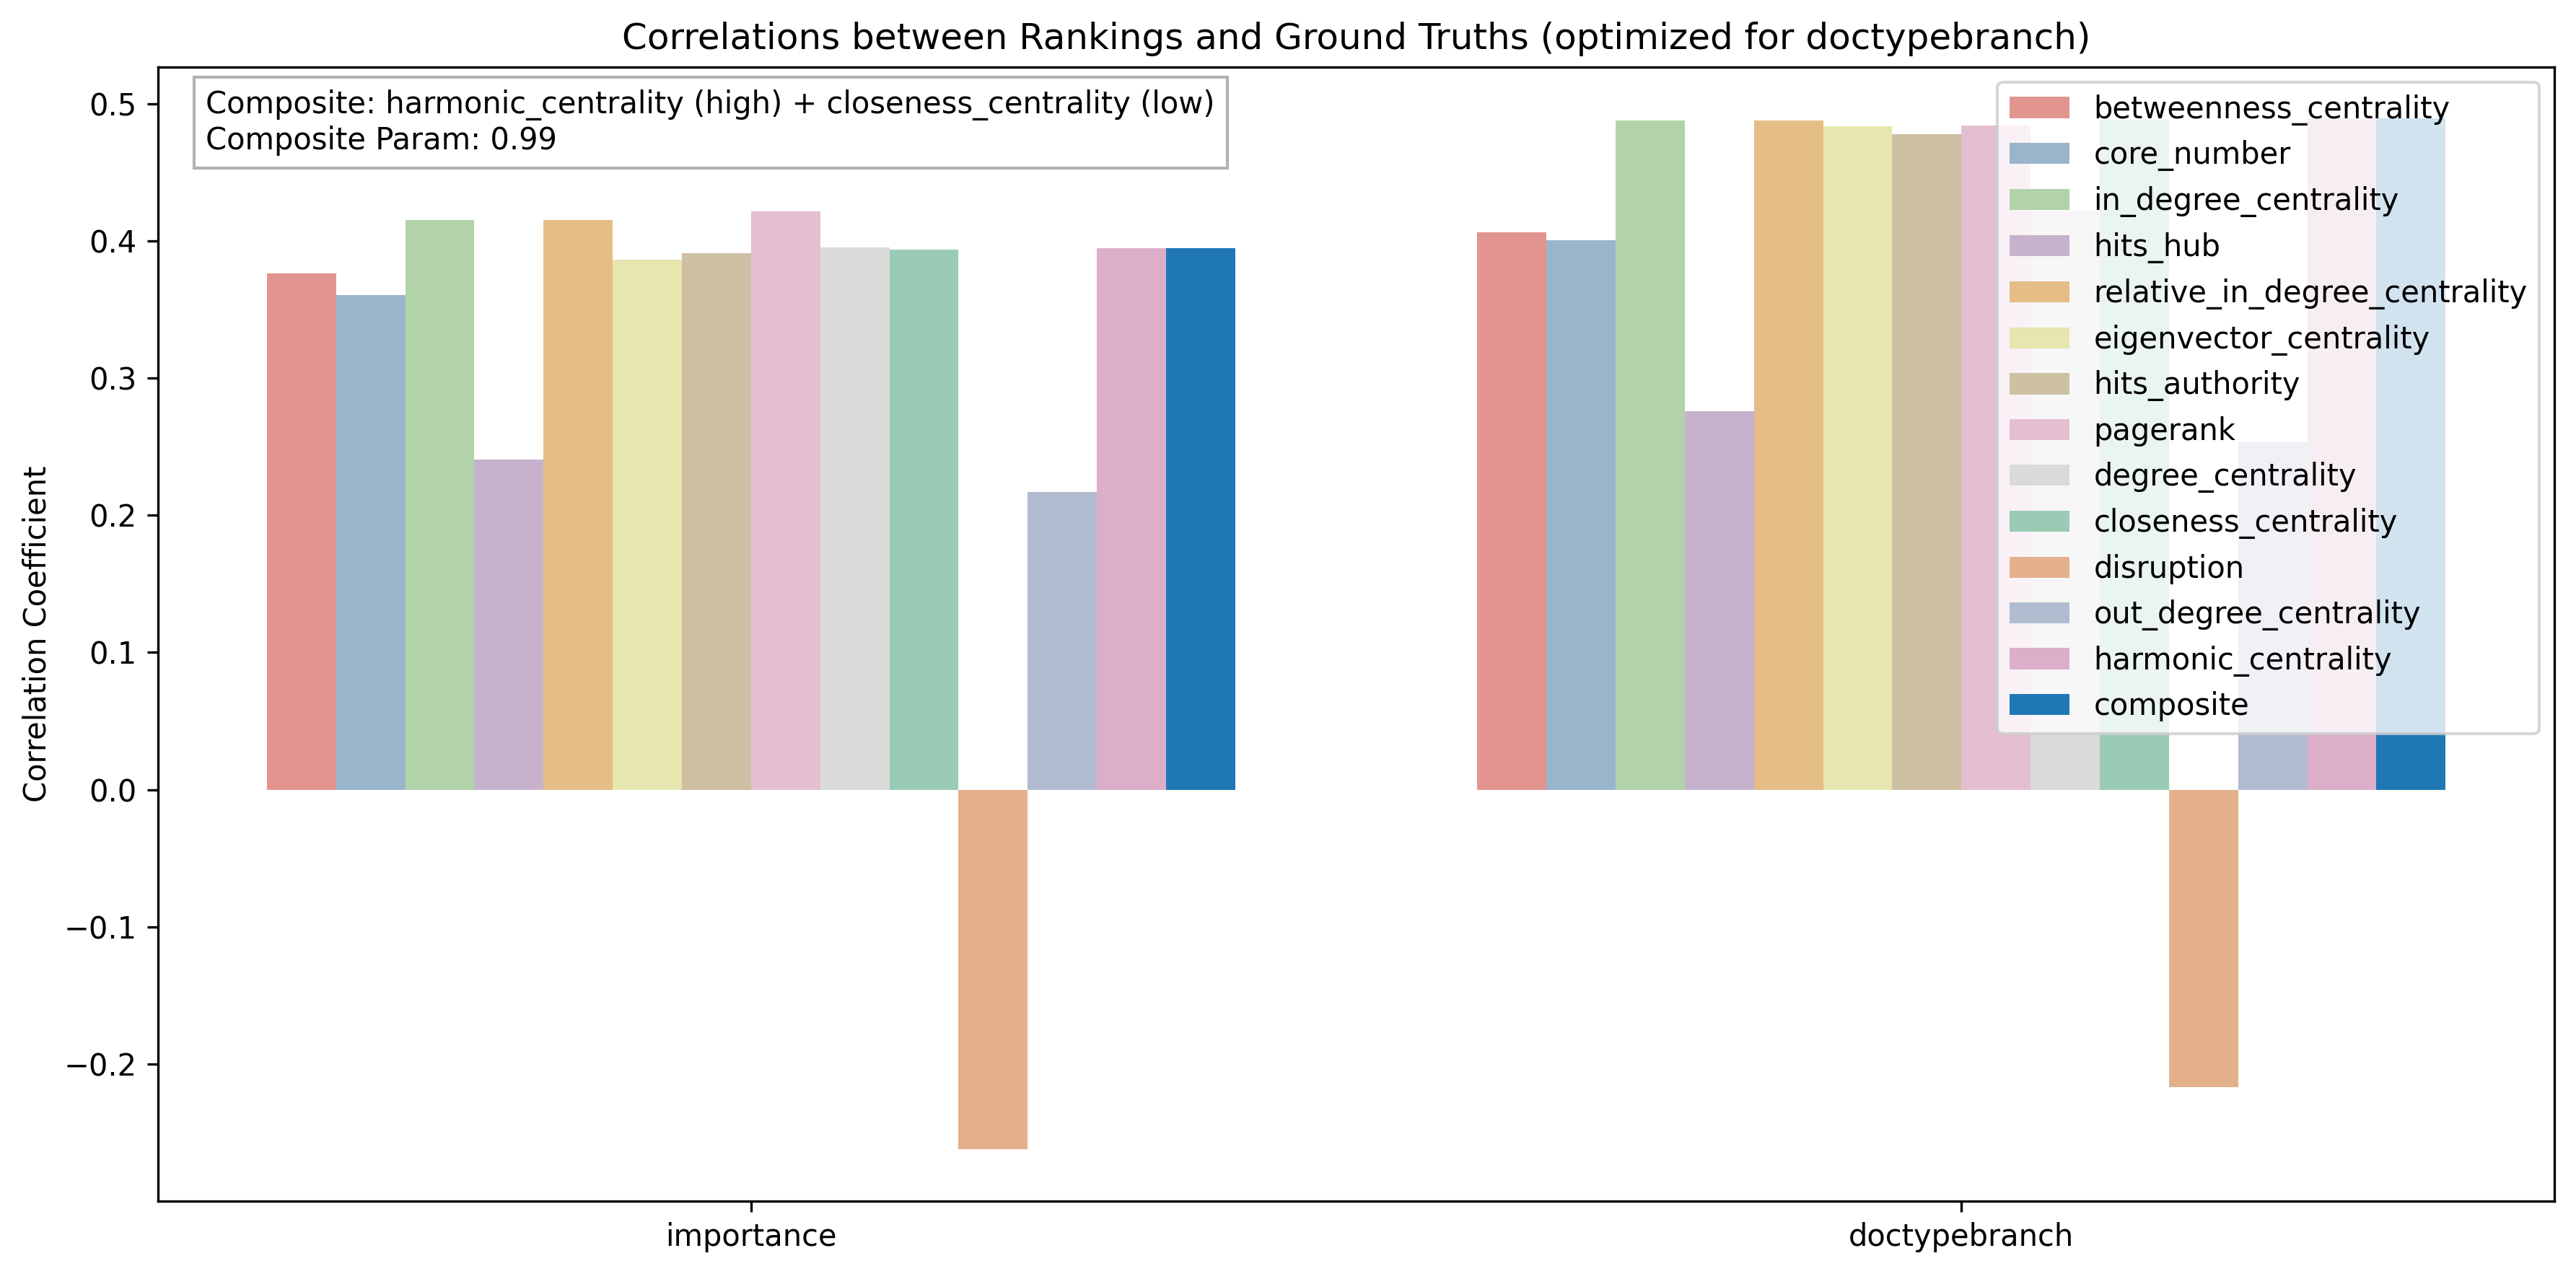 Correlations between Rankings and Ground Truths (optimized for doctypebranch)
Composite: harmonic_centrality (high) + closeness_centrality (low)
Composite Param: 0.99
Correlation Coefficient
0.5
0.4
0.3
0.2
0.1
0.0
−0.1
−0.2
importance
doctypebranch
betweenness_centrality
core_number
in_degree_centrality
hits_hub
relative_in_degree_centrality
eigenvector_centrality
hits_authority
pagerank
degree_centrality
closeness_centrality
disruption
out_degree_centrality
harmonic_centrality
composite